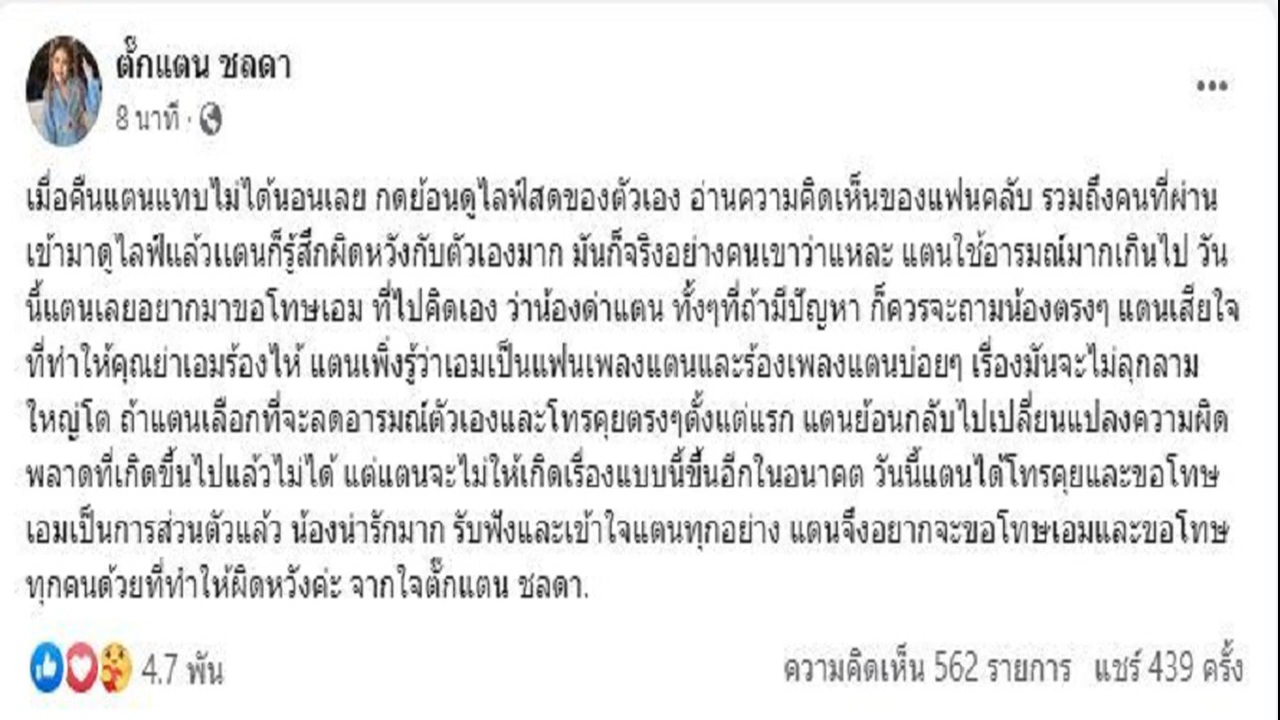 ตั๊กแตน ชลดา
8 นาที ·
เมื่อคืนแตนแทบไม่ได้นอนเลย กดย้อนดูไลฟ์สดของตัวเอง อ่านความคิดเห็นของแฟนคลับ รวมถึงคนที่ผ่าน
เข้ามาดูไลฟ์แล้วแตนก็รู้สึกผิดหวังกับตัวเองมาก มันก็จริงอย่างคนเขาว่าแหละ แตนใช้อารมณ์มากเกินไป วัน
นี้แตนเลยอยากมาขอโทษเอม ที่ไปคิดเอง ว่าน้องด่าแตน ทั้งๆที่ถ้ามีปัญหา ก็ควรจะถามน้องตรงๆ แตนเสียใจ
ที่ทำให้คุณย่าเอมร้องไห้ แตนเพิ่งรู้ว่าเอมเป็นแฟนเพลงแตนและร้องเพลงแตนบ่อยๆ เรื่องมันจะไม่ลุกลาม
ใหญ่โต ถ้าแตนเลือกที่จะลดอารมณ์ตัวเองและโทรคุยตรงๆตั้งแต่แรก แตนย้อนกลับไปเปลี่ยนแปลงความผิด
พลาดที่เกิดขึ้นไปแล้วไม่ได้ แต่แตนจะไม่ให้เกิดเรื่องแบบนี้ขึ้นอีกในอนาคต วันนี้แตนได้โทรคุยและขอโทษ
เอมเป็นการส่วนตัวแล้ว น้องน่ารักมาก รับฟังและเข้าใจแตนทุกอย่าง แตนจึงอยากจะขอโทษเอมและขอโทษ
ทุกคนด้วยที่ทำให้ผิดหวังค่ะ จากใจตั๊กแตน ชลดา.
4.7 พัน ความคิดเห็น 562 รายการ แชร์ 439 ครั้ง